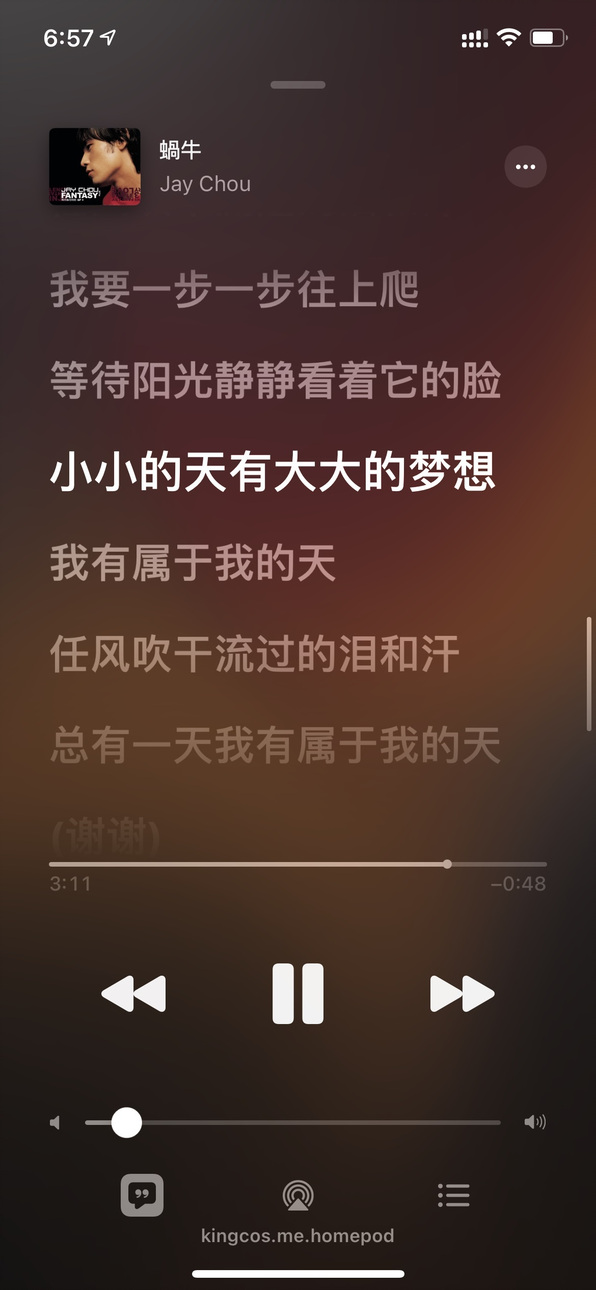 6:57
蝸牛
Jay Chou
JAY CHOU
FANTASY
我要一步一步往上爬
等待阳光静静看着它的脸
小小的天有大大的梦想
我有属于我的天
任风吹干流过的泪和汗
总有一天我有属于我的天
(谢谢)
3:11
−0:48
kingcos.me.homepod